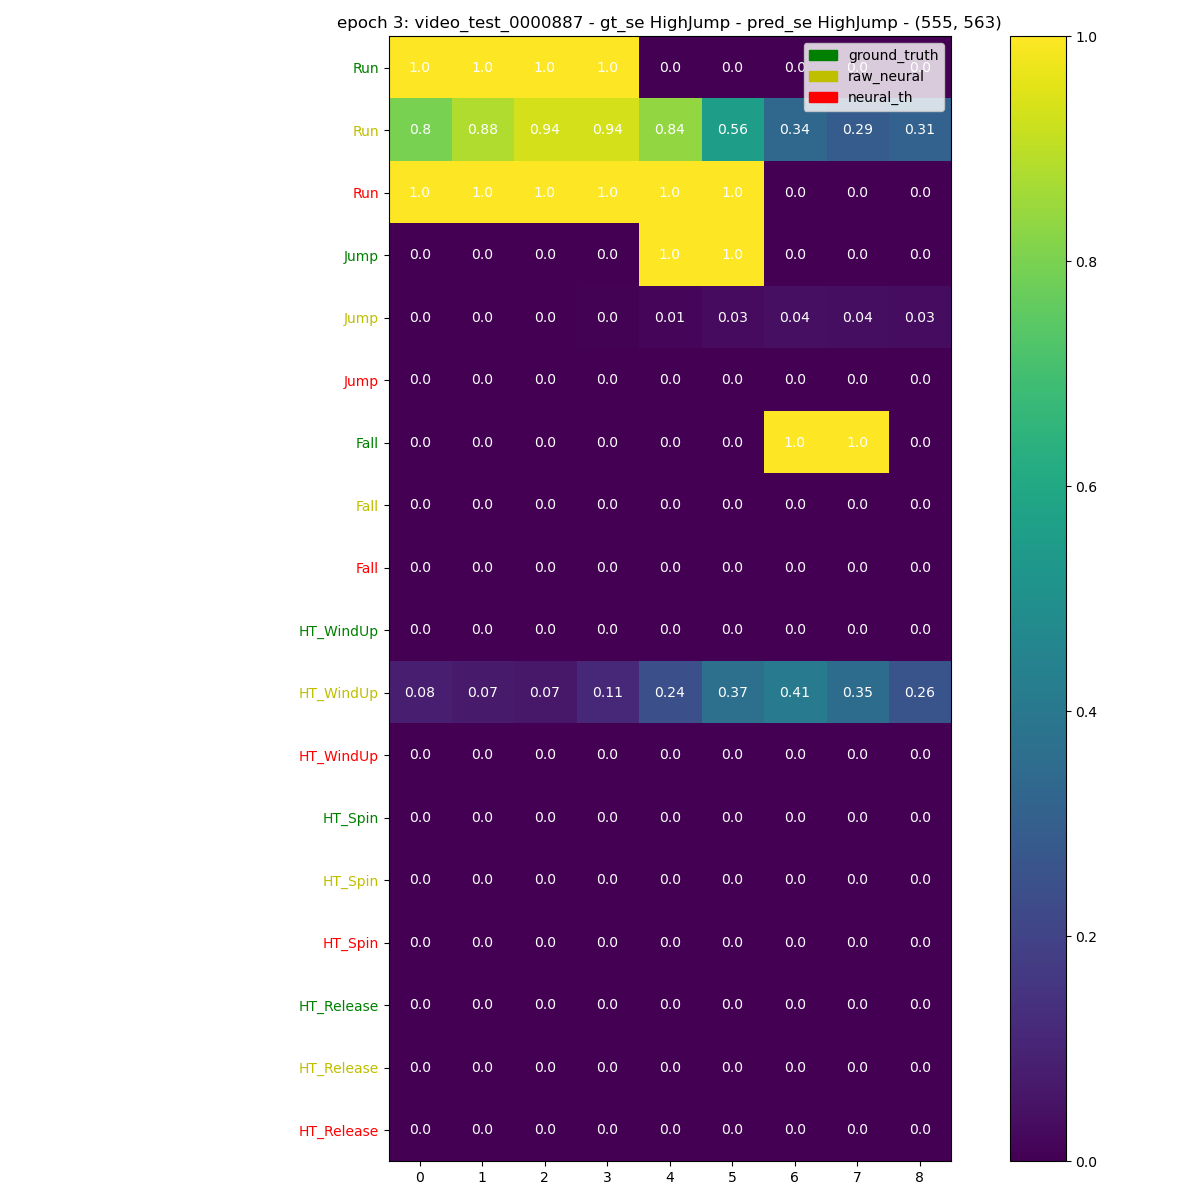 epoch 3: video_test_0000887 - gt_se HighJump - pred_se HighJump - (555, 563)
ground_truth
raw_neural
neural_th
Run 1.0 1.0 1.0 1.0 0.0 0.0 0.0 0.0 0.0
Run 0.8 0.88 0.94 0.94 0.84 0.56 0.34 0.29 0.31
Run 1.0 1.0 1.0 1.0 1.0 1.0 0.0 0.0 0.0
Jump 0.0 0.0 0.0 0.0 1.0 1.0 0.0 0.0 0.0
Jump 0.0 0.0 0.0 0.0 0.01 0.03 0.04 0.04 0.03
Jump 0.0 0.0 0.0 0.0 0.0 0.0 0.0 0.0 0.0
Fall 0.0 0.0 0.0 0.0 0.0 0.0 1.0 1.0 0.0
Fall 0.0 0.0 0.0 0.0 0.0 0.0 0.0 0.0 0.0
Fall 0.0 0.0 0.0 0.0 0.0 0.0 0.0 0.0 0.0
HT_WindUp 0.0 0.0 0.0 0.0 0.0 0.0 0.0 0.0 0.0
HT_WindUp 0.08 0.07 0.07 0.11 0.24 0.37 0.41 0.35 0.26
HT_WindUp 0.0 0.0 0.0 0.0 0.0 0.0 0.0 0.0 0.0
HT_Spin 0.0 0.0 0.0 0.0 0.0 0.0 0.0 0.0 0.0
HT_Spin 0.0 0.0 0.0 0.0 0.0 0.0 0.0 0.0 0.0
HT_Spin 0.0 0.0 0.0 0.0 0.0 0.0 0.0 0.0 0.0
HT_Release 0.0 0.0 0.0 0.0 0.0 0.0 0.0 0.0 0.0
HT_Release 0.0 0.0 0.0 0.0 0.0 0.0 0.0 0.0 0.0
HT_Release 0.0 0.0 0.0 0.0 0.0 0.0 0.0 0.0 0.0
0 1 2 3 4 5 6 7 8
1.0
0.8
0.6
0.4
0.2
0.0